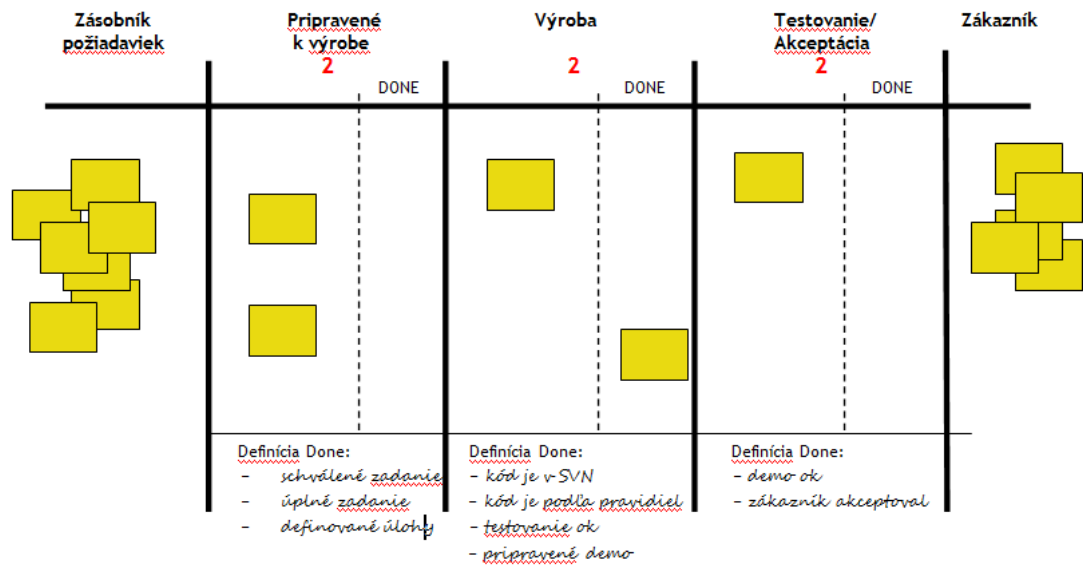 Zásobník
požiadaviek
Pripravené
k výrobe
2
DONE
Výroba
2
DONE
Testovanie/
Akceptácia
2
DONE
Zákazník
Definícia Done:
- schválené zadanie
- úplné zadanie
- definované úlohy
Definícia Done:
- kód je v SVN
- kód je podľa pravidiel
- testovanie ok
- pripravené demo
Definícia Done:
- demo ok
- zákazník akceptoval